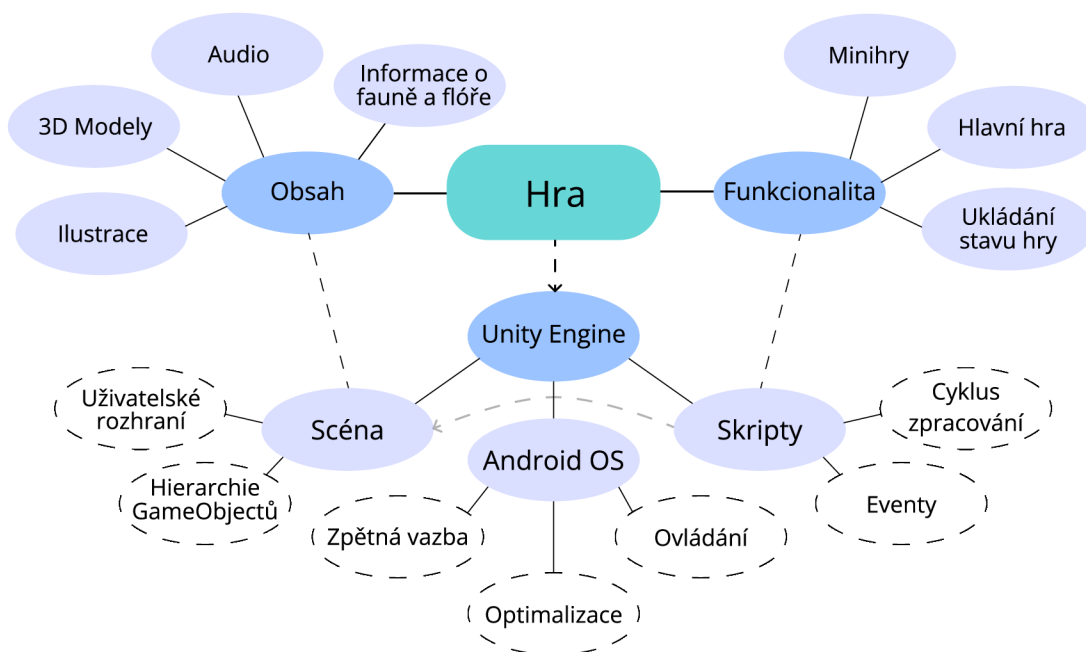 Audio
Minihry
Informace o
fauně a flóře
3D Modely
Hlavní hra
Obsah
Hra
Funkcionalita
Ilustrace
Ukládání
stavu hry
Unity Engine
Uživatelské
rozhraní
Scéna
Skripty
Cyklus
zpracování
Android OS
Hierarchie
GameObjectů
Eventy
Zpětná vazba
Ovládání
Optimalizace